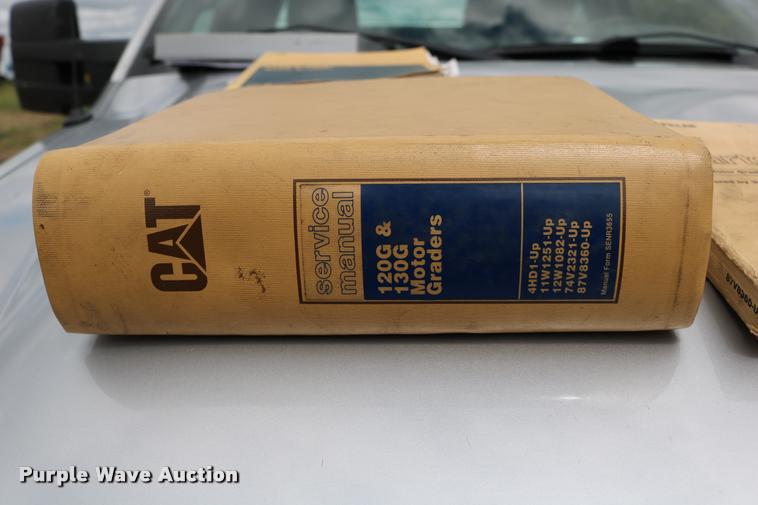 CAT®
service
manual
120G &
130G
Motor
Graders
4HD1-Up
11W1251-Up
12W1082-Up
74V2321-Up
87V8360-Up
Manual Form SENR3655
87V8360-U
Purple Wave Auction